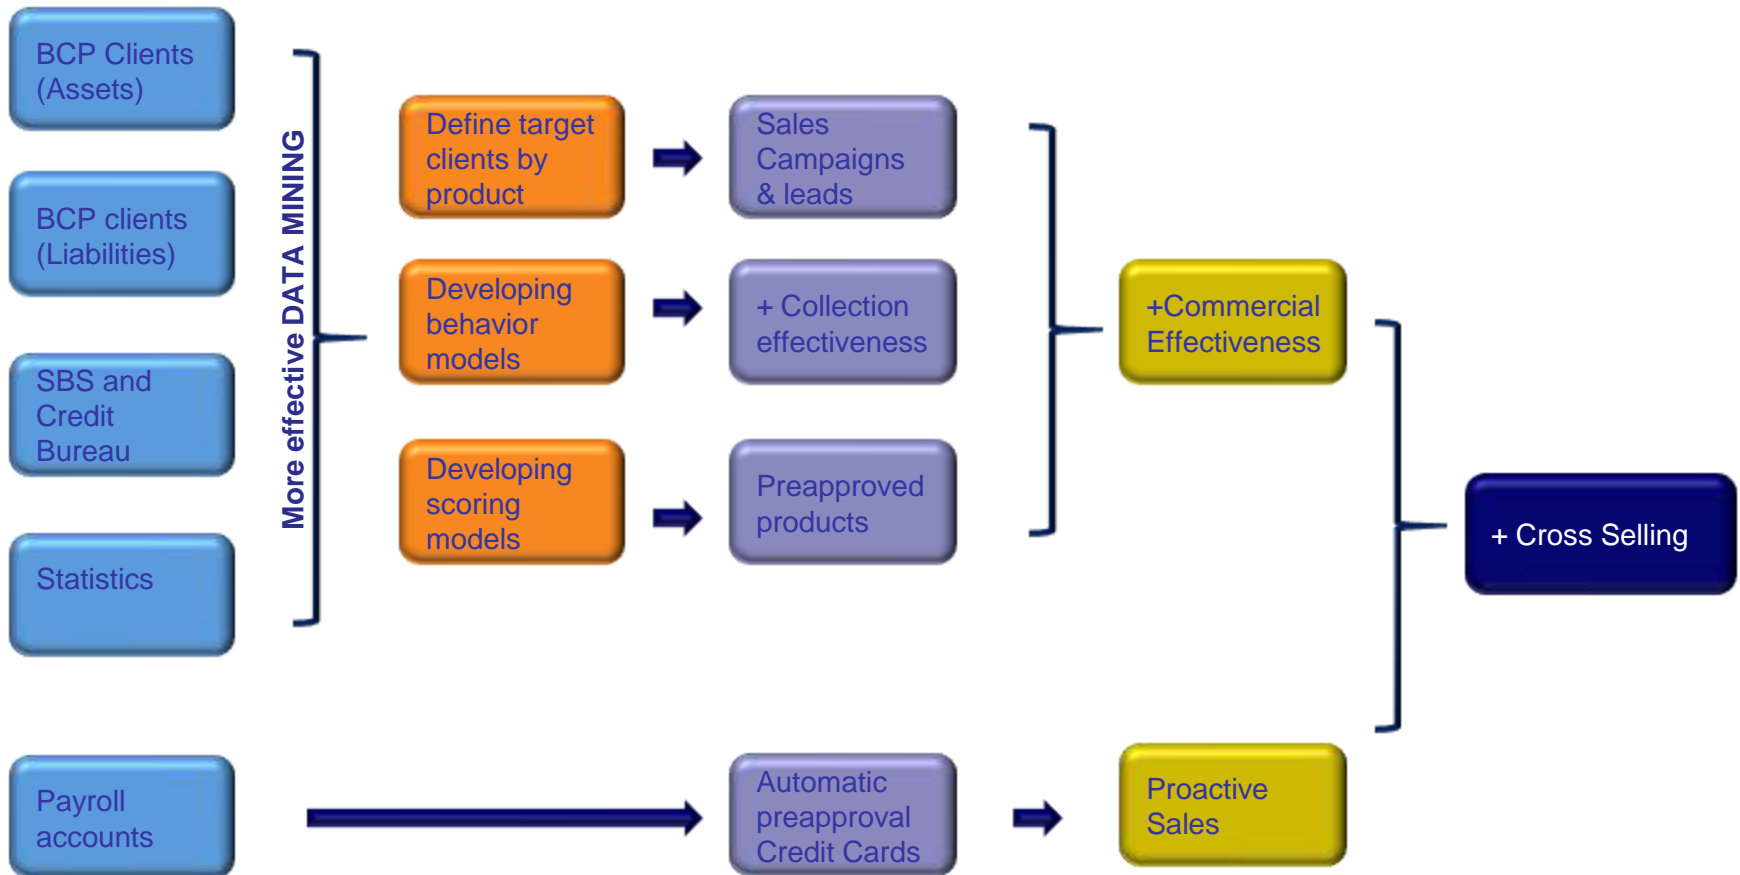 BCP Clients
(Assets)
BCP clients
(Liabilities)
SBS and
Credit
Bureau
Statistics
Payroll
accounts
More effective DATA MINING
Define target
clients by
product
Developing
behavior
models
Developing
scoring
models
Sales
Campaigns
& leads
+ Collection
effectiveness
Preapproved
products
Automatic
preapproval
Credit Cards
+Commercial
Effectiveness
Proactive
Sales
+ Cross Selling